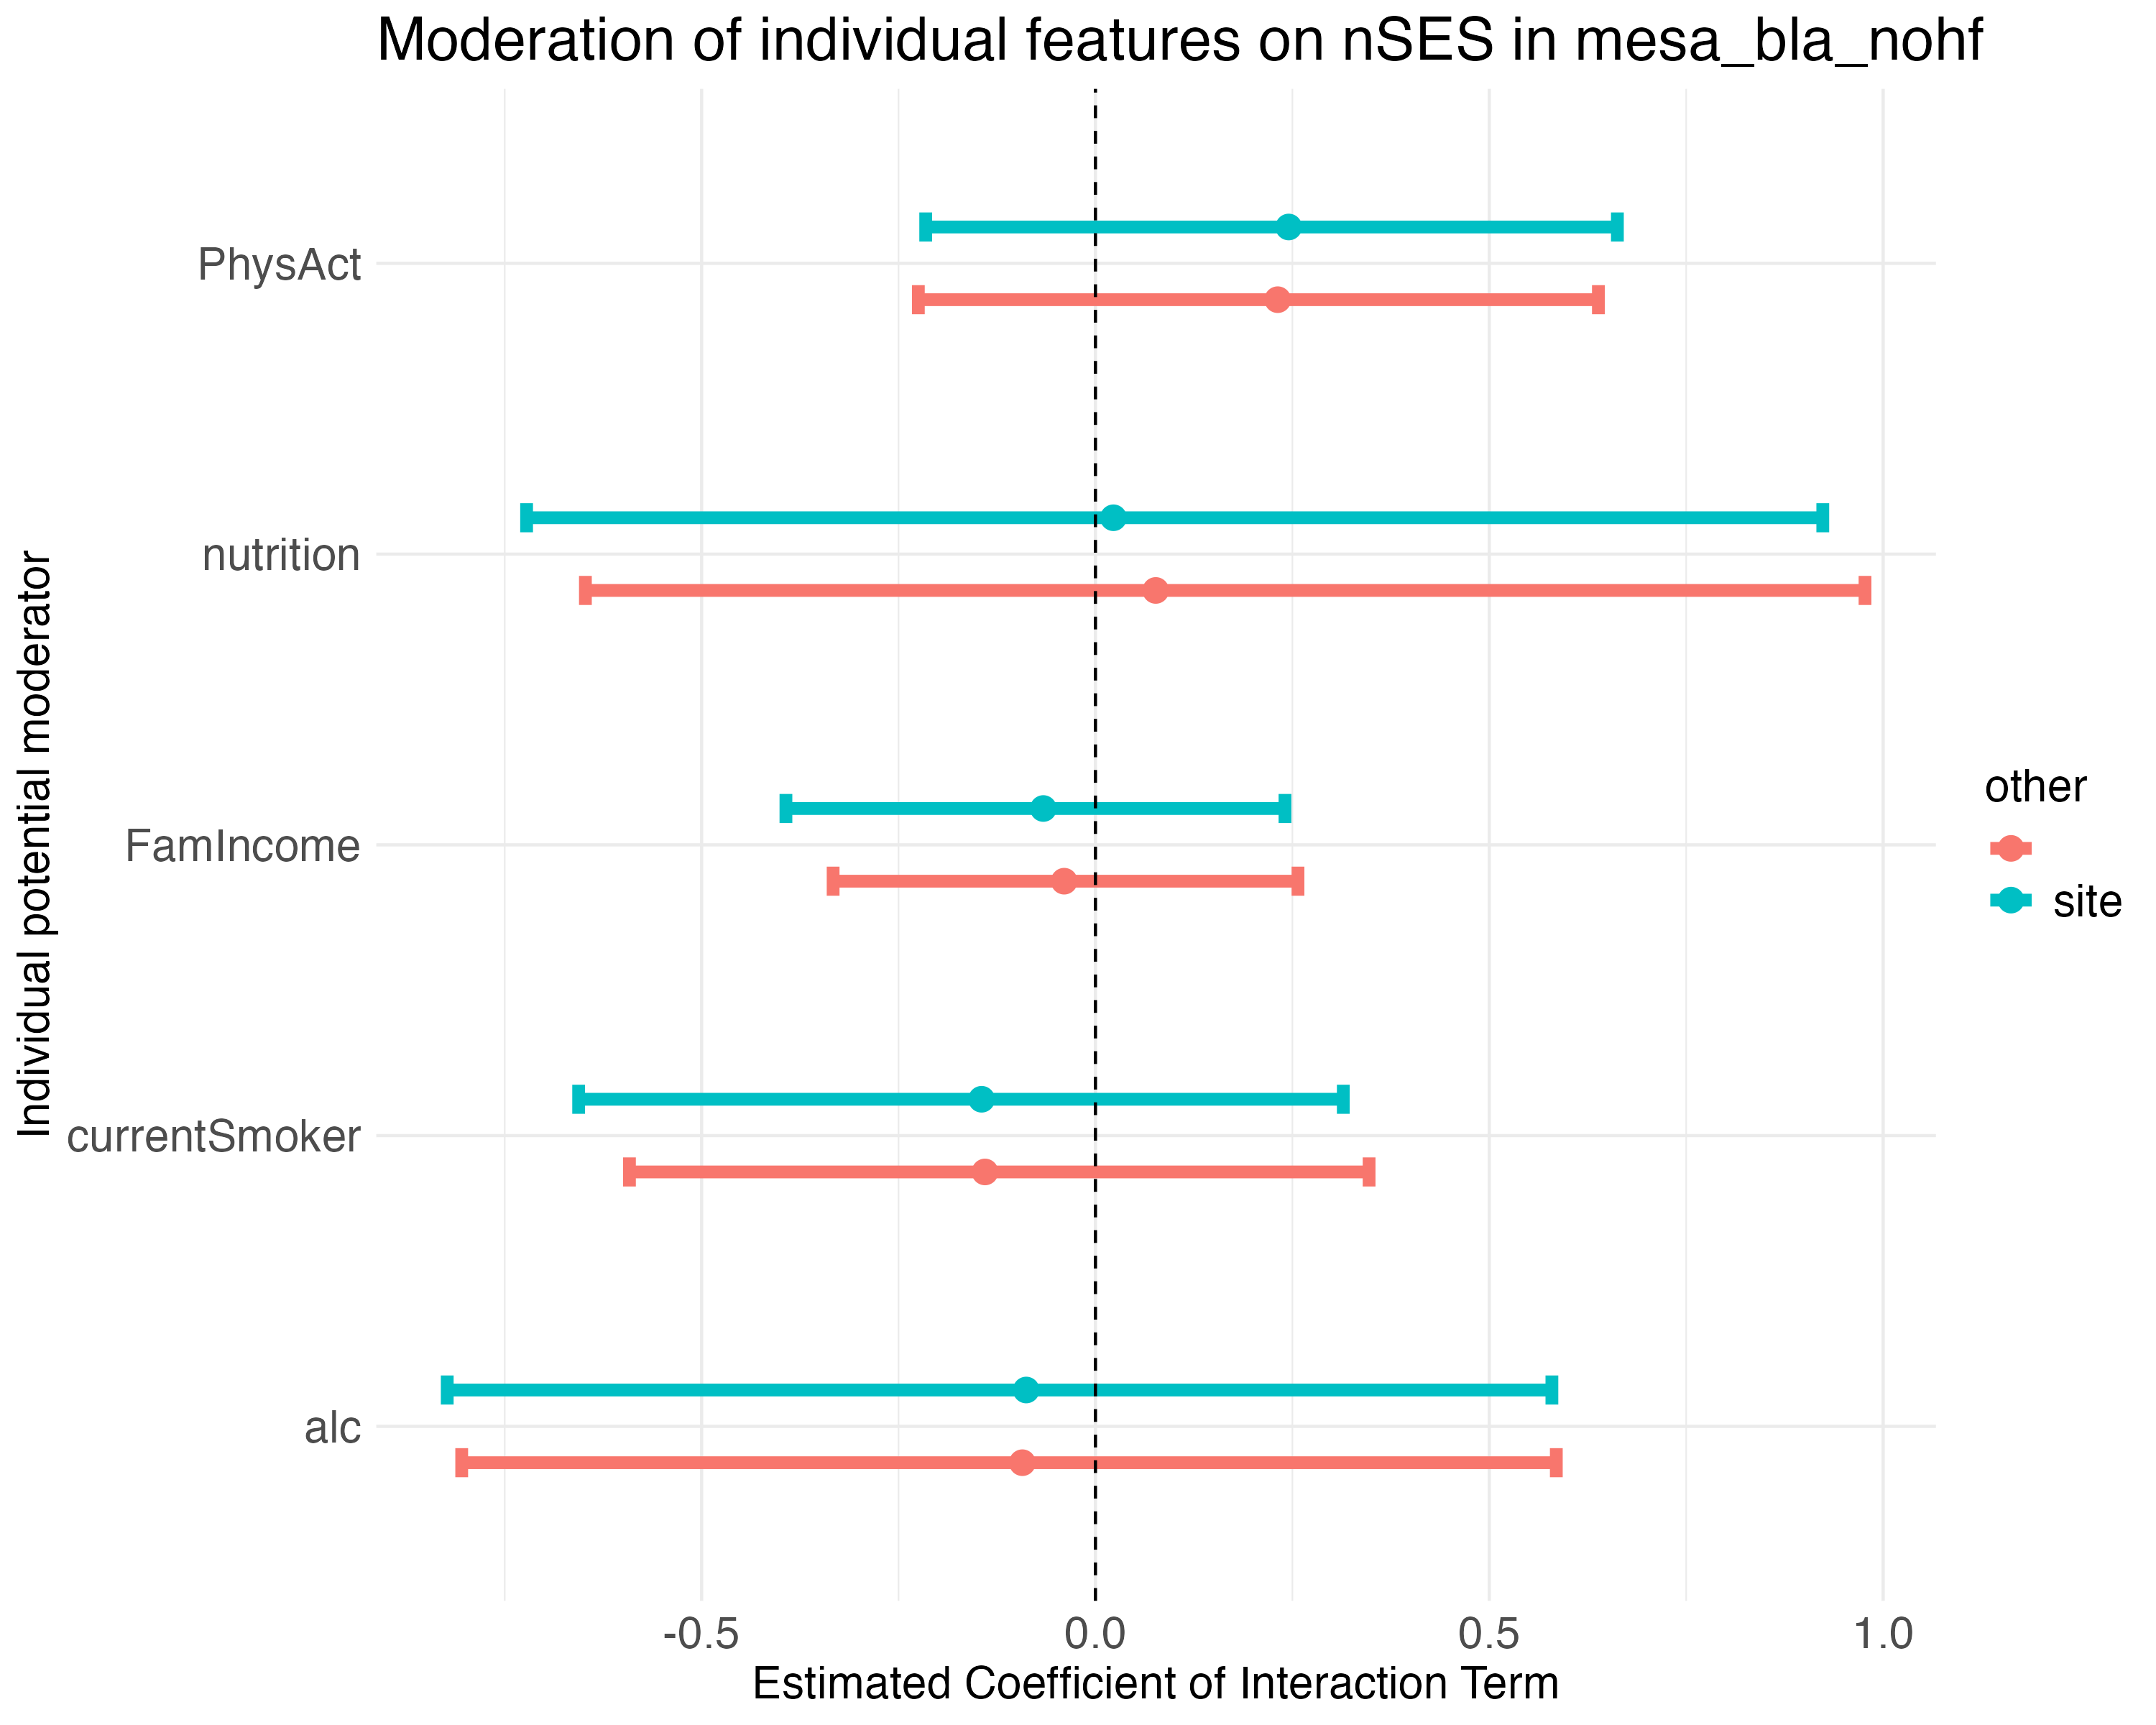 Moderation of individual features on nSES in mesa_bla_nohf
Individual potential moderator
PhysAct
nutrition
FamIncome
currentSmoker
alc
-0.5
0.0
0.5
1.0
Estimated Coefficient of Interaction Term
other
site